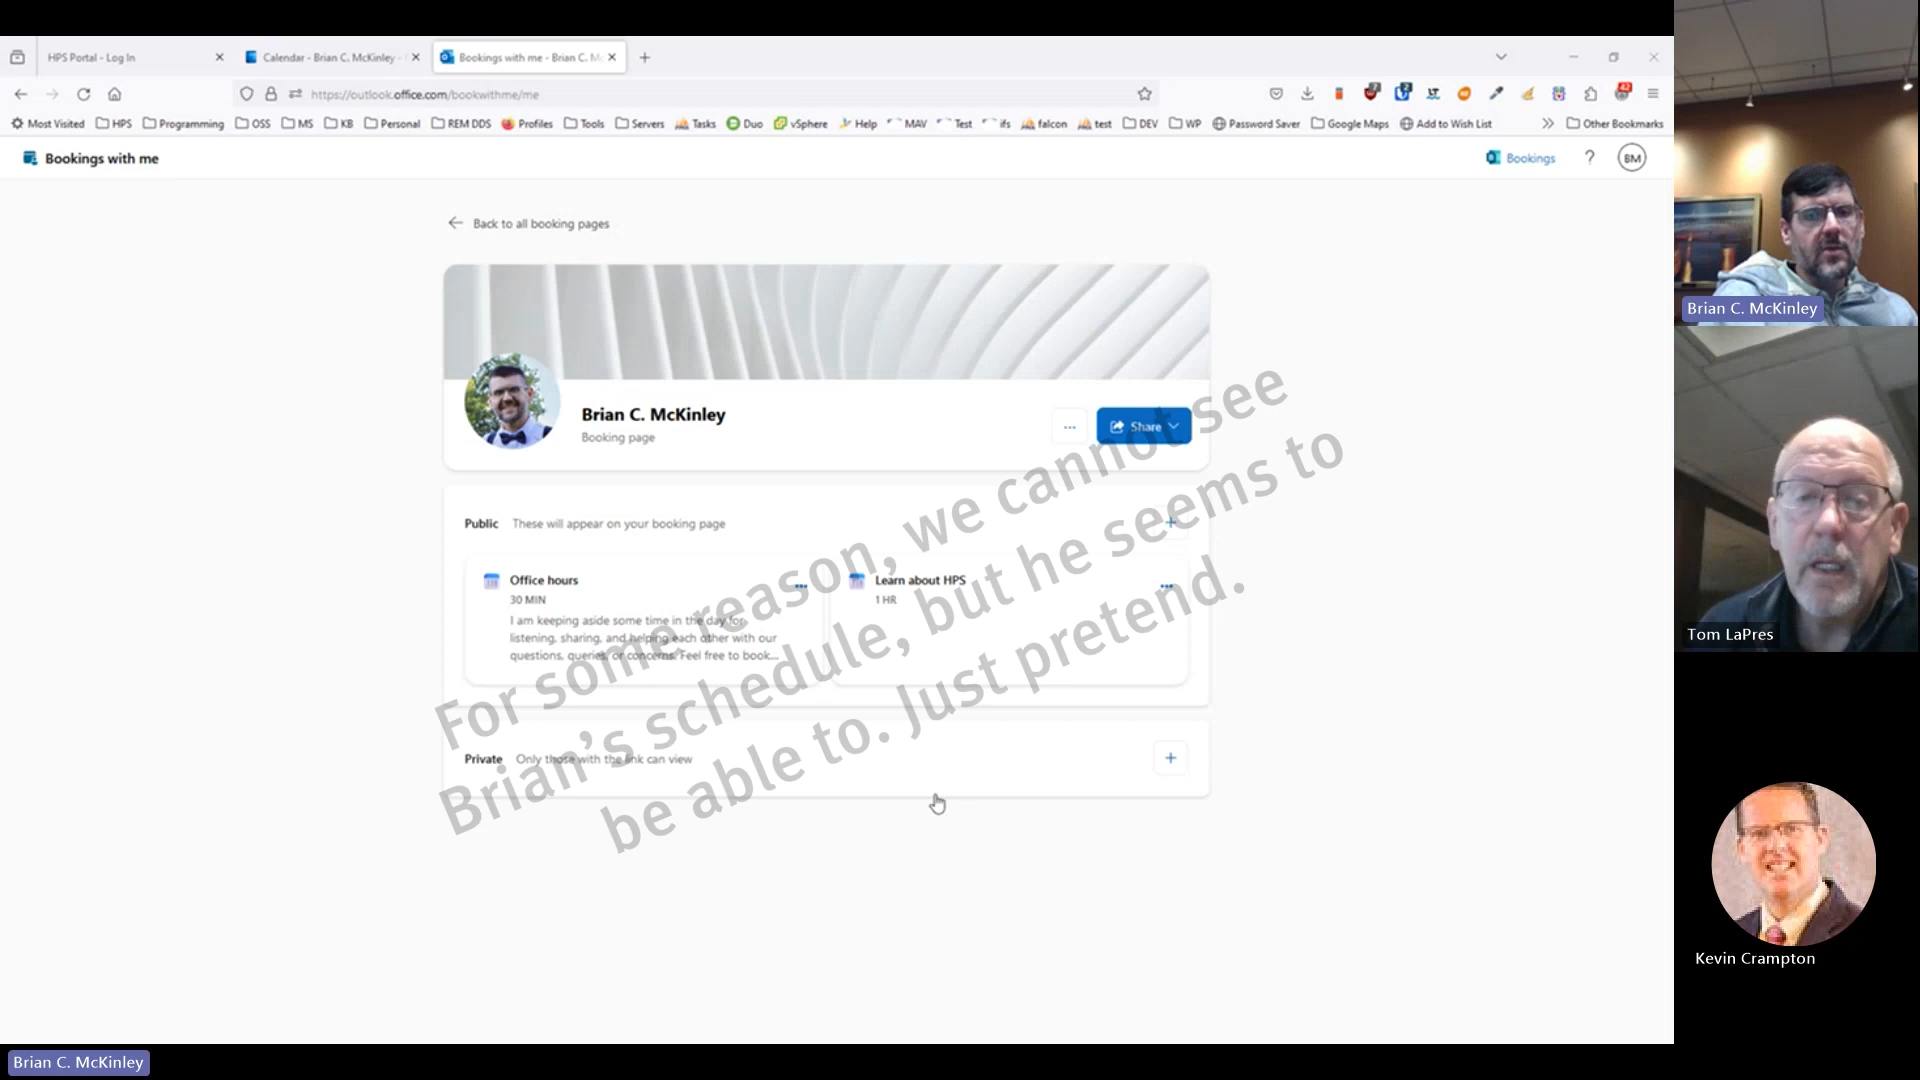 HPS Portal - Log In
Calendar - Brian C. McKinley -
Bookings with me - Brian C. Mc
https://outlook.office.com/bookwithme/me
Most Visited HPS Programming OSS MS KB Personal REM DDS Profiles Tools Servers Tasks Duo vSphere Help MAV Test ifs falcon test DEV WP Password Saver Google Maps Add to Wish List Other Bookmarks
Bookings with me
Bookings ? BM
Back to all booking pages
Brian C. McKinley
Booking page
Share
Public These will appear on your booking page
Office hours
30 MIN
I am keeping aside some time in the day for
listening, sharing, and helping each other with our
questions, queries, or concerns. Feel free to book...
Learn about HPS
1 HR
Private Only those with the link can view
For some reason, we cannot see
Brian’s schedule, but he seems to
be able to. Just pretend.
Brian C. McKinley
Tom LaPres
Kevin Crampton
Brian C. McKinley